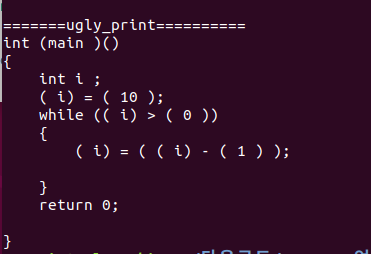 =======ugly_print==========
int (main )()
{
    int i ;
    ( i) = ( 10 );
    while (( i) > ( 0 ))
    {
        ( i) = ( ( i) - ( 1 ) );

    }
    return 0;

}